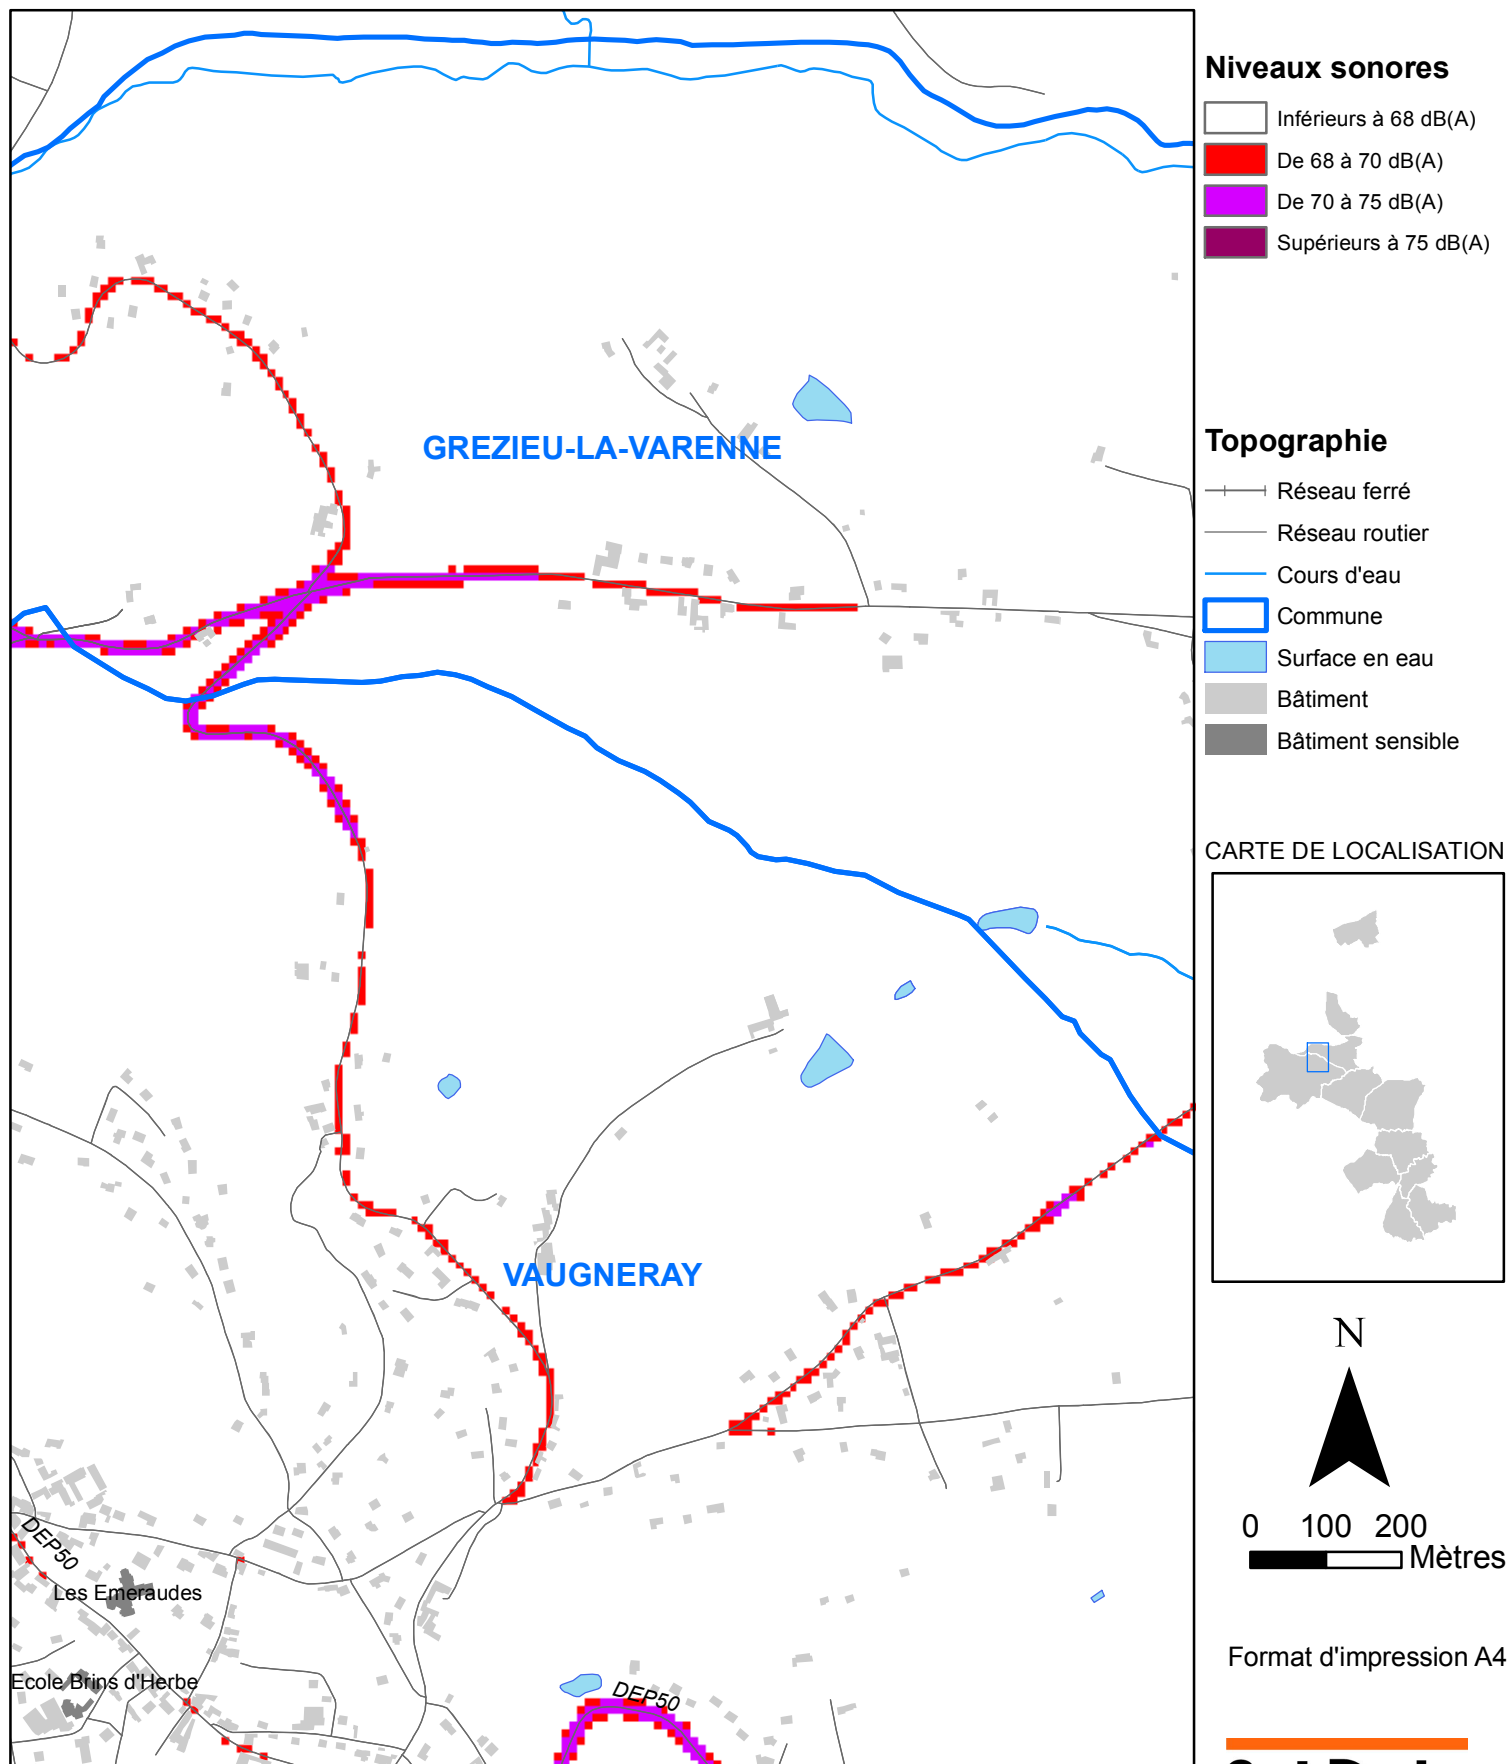 GREZIEU-LA-VARENNE
VAUGNERAY
DEP50
Les Emeraudes
Ecole Brins d'Herbe
DEP50
Niveaux sonores
Inférieurs à 68 dB(A)
De 68 à 70 dB(A)
De 70 à 75 dB(A)
Supérieurs à 75 dB(A)
Topographie
Réseau ferré
Réseau routier
Cours d'eau
Commune
Surface en eau
Bâtiment
Bâtiment sensible
CARTE DE LOCALISATION
N
0 100 200
Mètres
Format d'impression A4